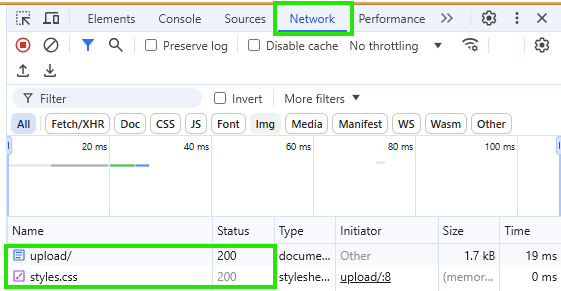 Elements Console Sources Network Performance
Preserve log Disable cache No throttling
Filter Invert More filters
All Fetch/XHR Doc CSS JS Font Img Media Manifest WS Wasm Other
20 ms 40 ms 60 ms 80 ms 100 ms
Name Status Type Initiator Size Time
upload/ 200 docume... Other 1.7 kB 19 ms
styles.css 200 styleshe... upload/:8 (memor... 0 ms